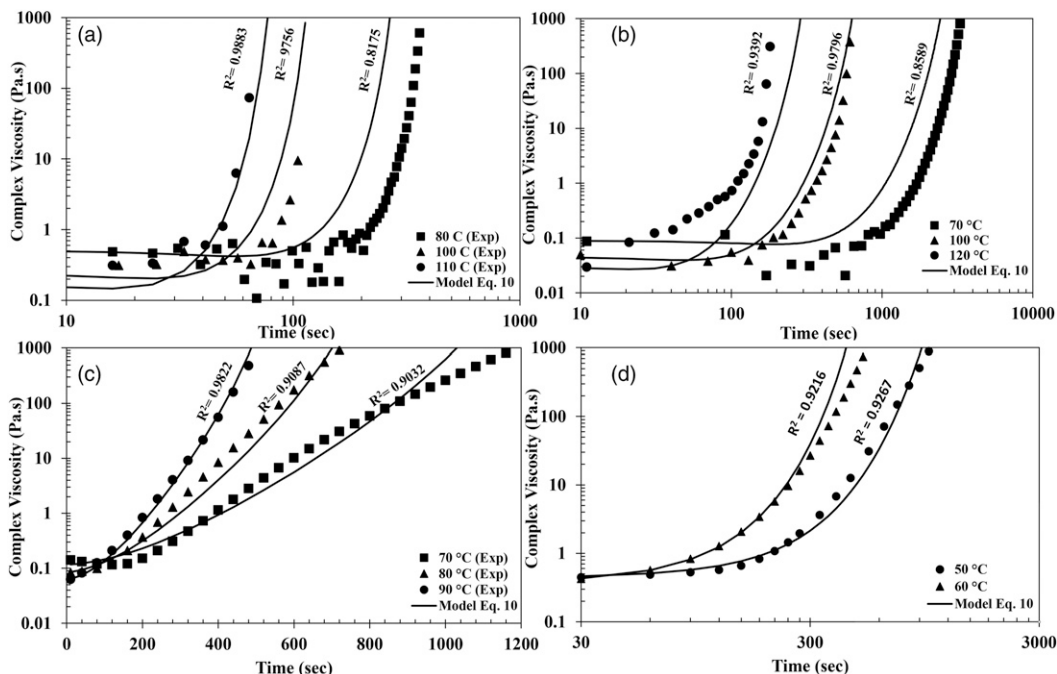 (a)
Complex Viscosity (Pa.s)
1000
100
10
1
0.1
R²= 0.9883
R²= 9756
R²= 0.8175
■ 80 C (Exp)
▲ 100 C (Exp)
● 110 C (Exp)
— Model Eq. 10
10
100
1000
Time (sec)
(b)
Complex Viscosity (Pa.s)
1000
100
10
1
0.1
0.01
R²= 0.9392
R²= 0.9796
R²= 0.8589
■ 70 °C
▲ 100 °C
● 120 °C
— Model Eq. 10
10
100
1000
10000
Time (sec)
(c)
Complex Viscosity (Pa.s)
1000
100
10
1
0.1
0.01
R²= 0.9822
R²= 0.9087
R²= 0.9032
■ 70 °C (Exp)
▲ 80 °C (Exp)
● 90 °C (Exp)
— Model Eq. 10
0
200
400
600
800
1000
1200
Time (sec)
(d)
Complex Viscosity (Pa.s)
1000
100
10
1
0.1
R² = 0.9216
R² = 0.9267
● 50 °C
▲ 60 °C
— Model Eq. 10
30
300
3000
Time (sec)